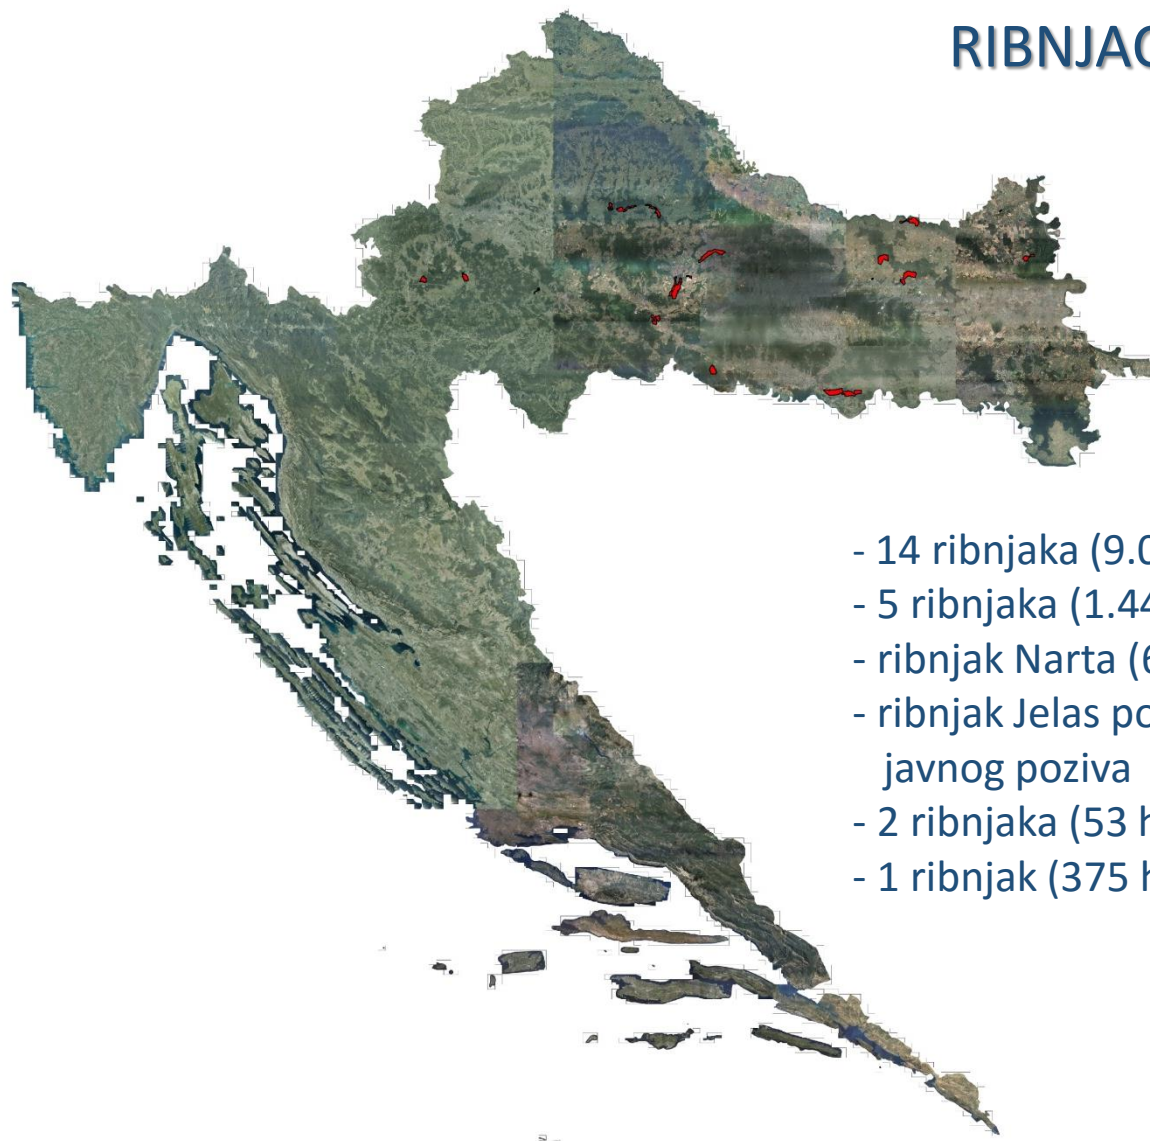 RIBNJAC
- 14 ribnjaka (9.0
- 5 ribnjaka (1.44
- ribnjak Narta (6
- ribnjak Jelas po
javnog poziva
- 2 ribnjaka (53 h
- 1 ribnjak (375 h